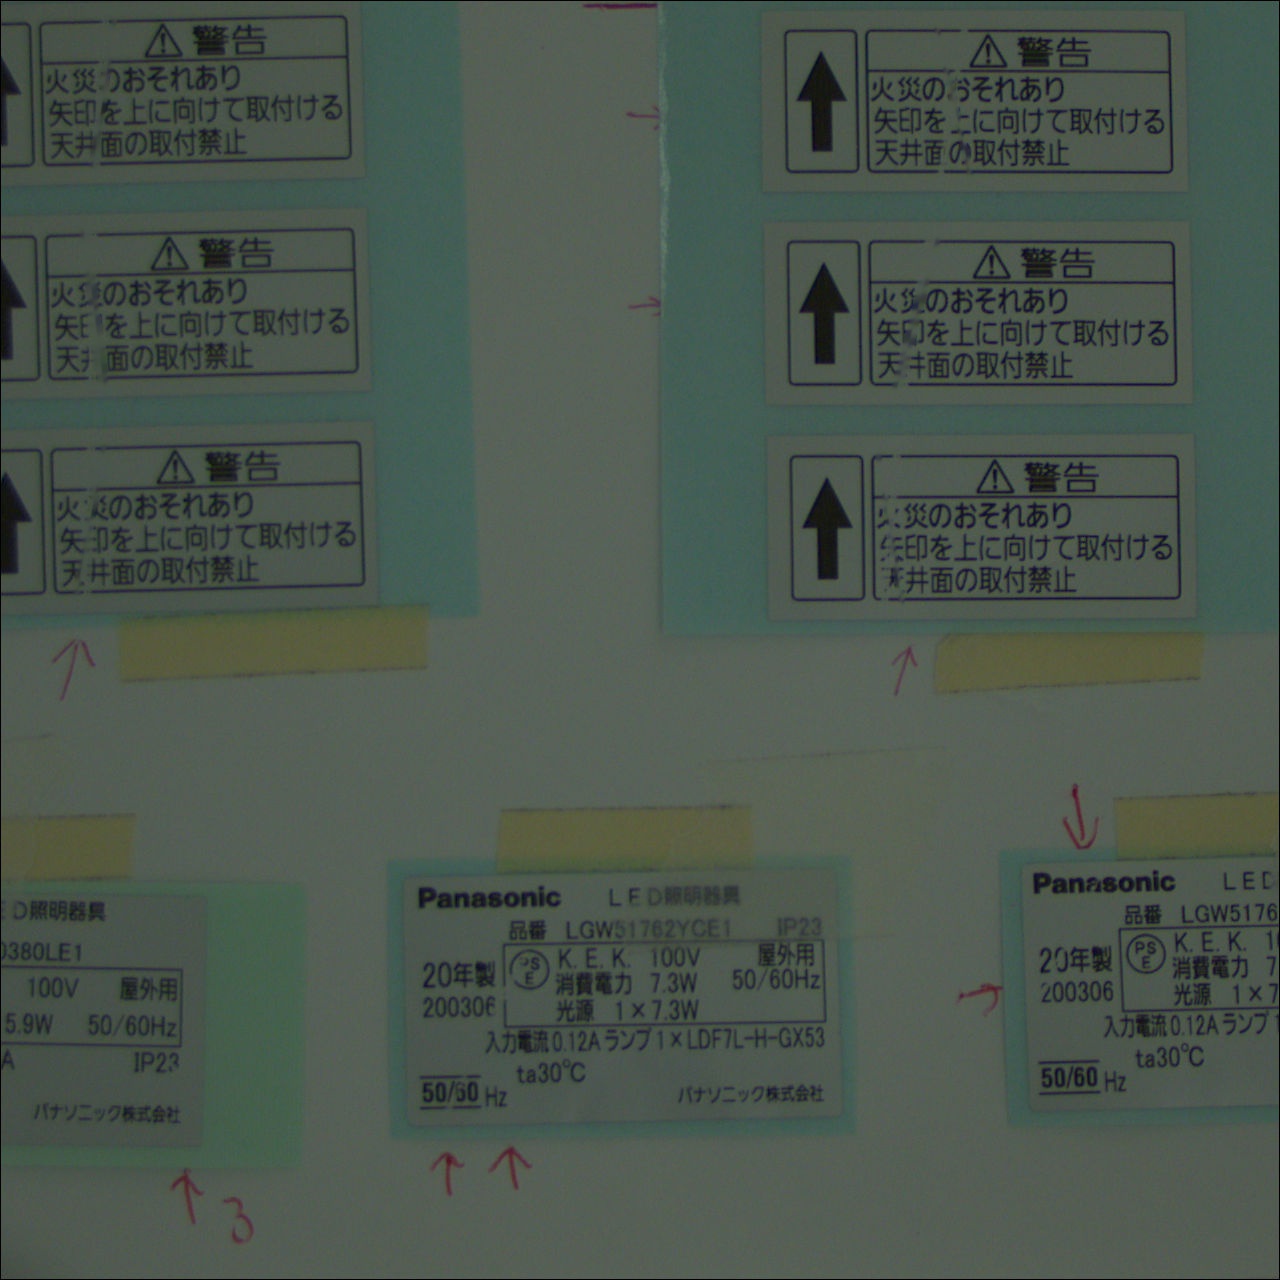 ⚠ 警告
火災のおそれあり
矢印を上に向けて取付ける
天井面の取付禁止
⚠ 警告
火災のおそれあり
矢印を上に向けて取付ける
天井面の取付禁止
⚠ 警告
火災のおそれあり
矢印を上に向けて取付ける
天井面の取付禁止
⚠ 警告
火災のおそれあり
矢印を上に向けて取付ける
天井面の取付禁止
⚠ 警告
火災のおそれあり
矢印を上に向けて取付ける
天井面の取付禁止
⚠ 警告
火災のおそれあり
矢印を上に向けて取付ける
天井面の取付禁止
ED照明器具
0380LE1
100V 屋外用
5.9W 50/60Hz
A IP23
パナソニック株式会社
3
Panasonic LED照明器具
品番 LGW51762YCE1 IP23
20年製 PSE K.E.K. 100V 屋外用
消費電力 7.3W 50/60Hz
200306 光源 1×7.3W
入力電流0.12A ランプ1×LDF7L-H-GX53
ta30℃
50/60 Hz パナソニック株式会社
Panasonic LED
品番 LGW5176
20年製 PSE K.E.K. 1
消費電力 7
200306 光源 1×7
入力電流0.12A ランプ1
ta30℃
50/60 Hz